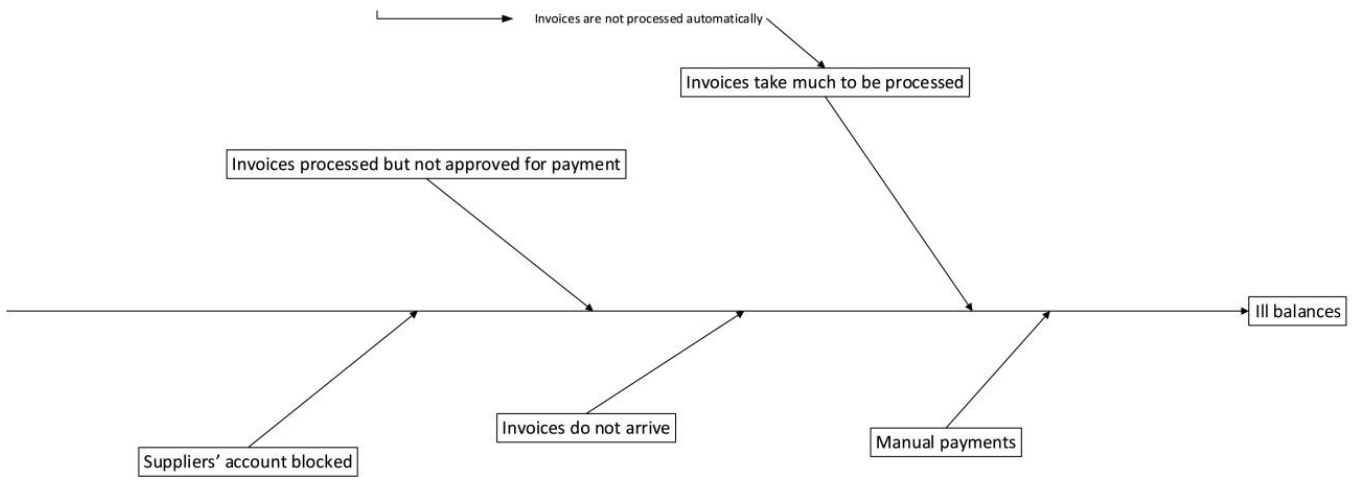 Invoices are not processed automatically
Invoices take much to be processed
Invoices processed but not approved for payment
Ill balances
Invoices do not arrive
Manual payments
Suppliers’ account blocked